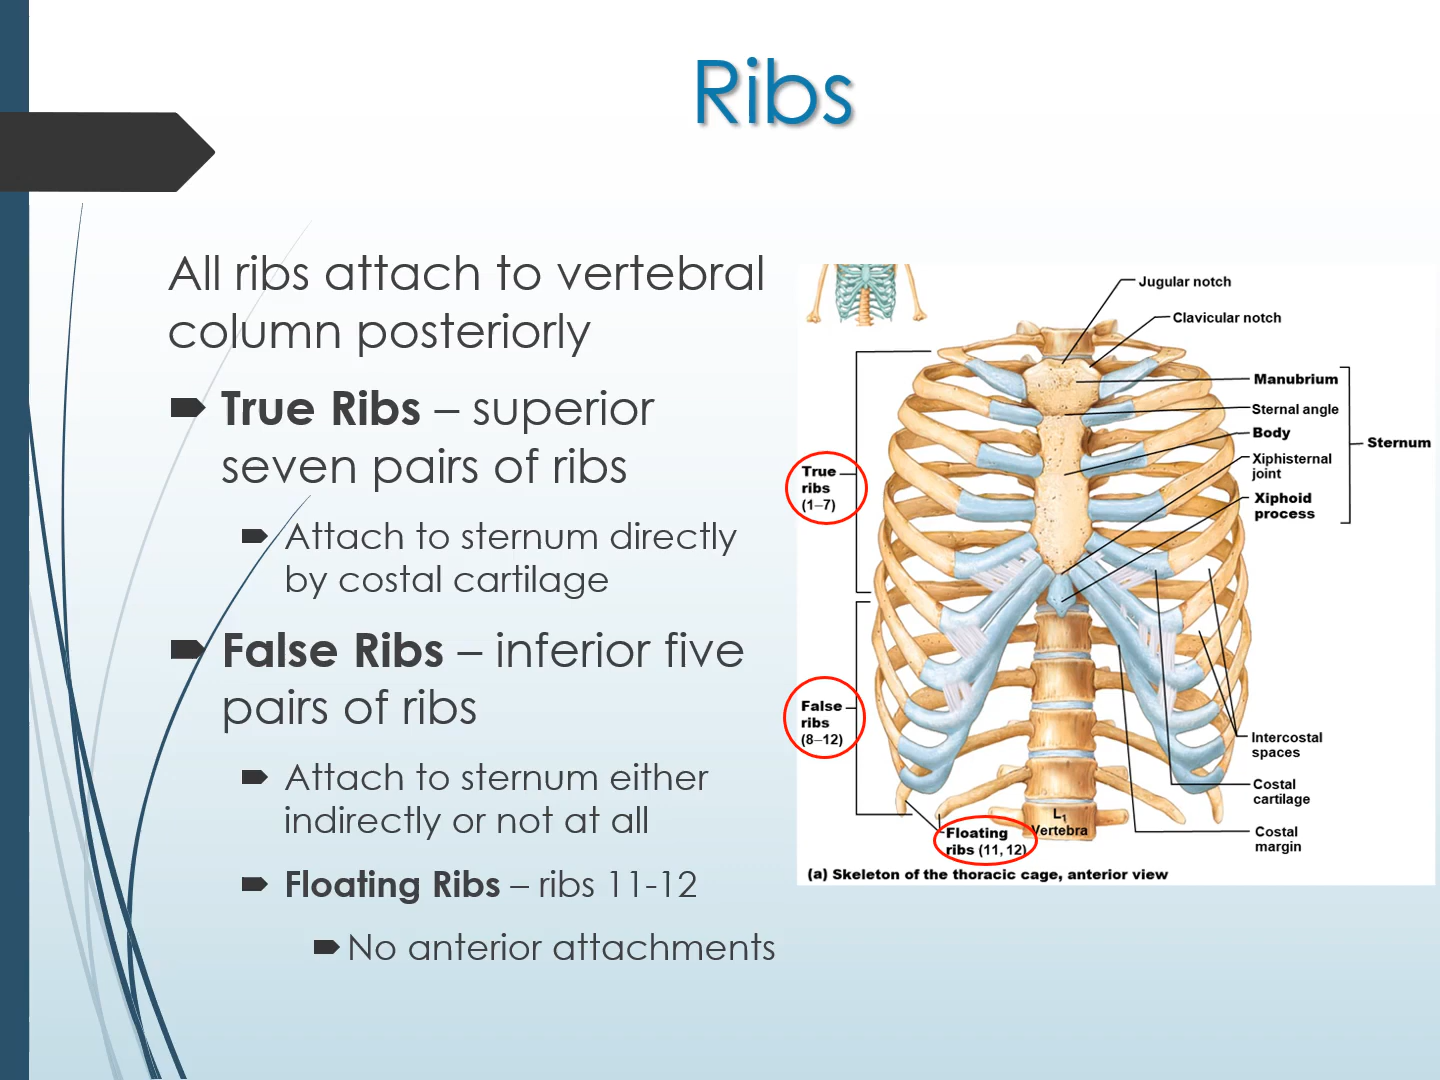 Ribs
All ribs attach to vertebral
column posteriorly
True Ribs – superior
seven pairs of ribs
Attach to sternum directly
by costal cartilage
False Ribs – inferior five
pairs of ribs
Attach to sternum either
indirectly or not at all
Floating Ribs – ribs 11-12
No anterior attachments
Jugular notch
Clavicular notch
Manubrium
Sternal angle
Body
Xiphisternal
joint
Xiphoid
process
Sternum
True
ribs
(1–7)
False
ribs
(8–12)
Intercostal
spaces
Costal
cartilage
Costal
margin
L1
Vertebra
Floating
ribs (11, 12)
(a) Skeleton of the thoracic cage, anterior view